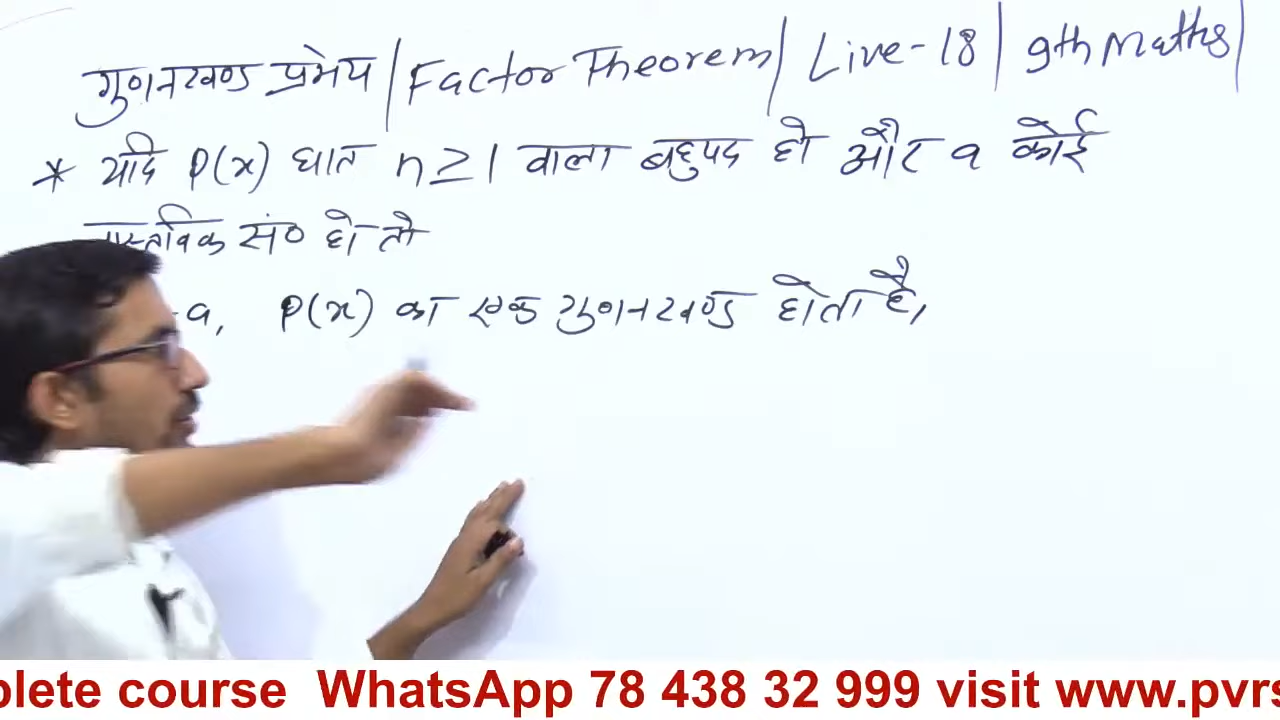 गुणनखण्ड प्रमेय | Factor Theorem | Live-18 | 9th Maths |
* यदि P(x) घात n ≥ 1 वाला बहुपद हो और a कोई
वास्तविक सं० हो तो
-a, P(x) का एक गुणनखण्ड होता है,
plete course WhatsApp 78 438 32 999 visit www.pvrs